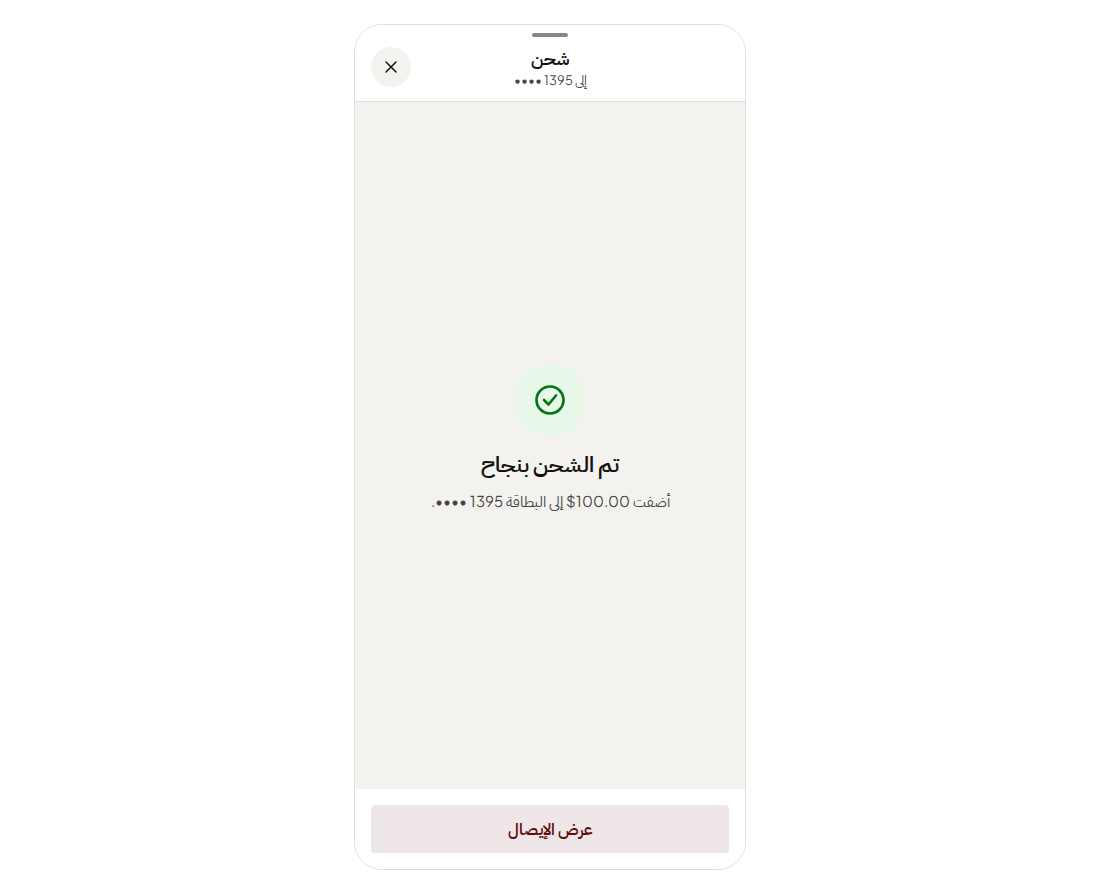 شحن
إلى 1395 ••••
تم الشحن بنجاح
أضفت $100.00 إلى البطاقة 1395 ••••.
عرض الإيصال